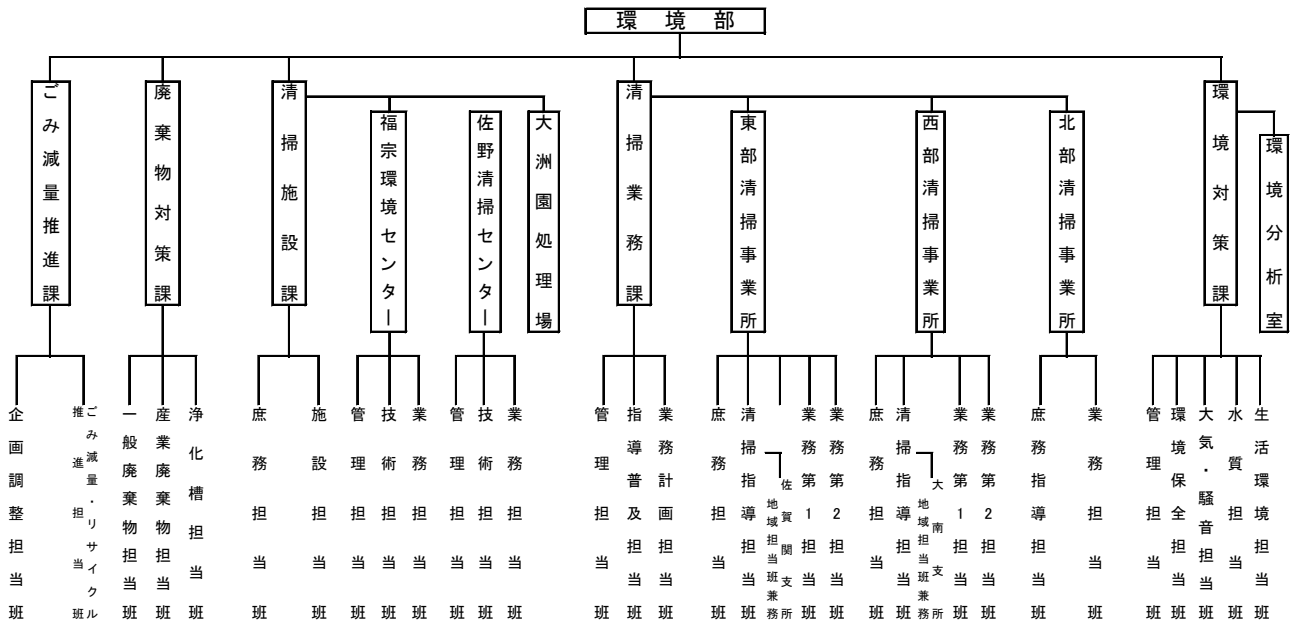 環境部
ごみ減量推進課
廃棄物対策課
清掃施設課
福宗環境センター
佐野清掃センター
大洲園処理場
清掃業務課
東部清掃事業所
西部清掃事業所
北部清掃事業所
環境対策課
環境分析室
企画調整担当班
ごみ減量・リサイクル
推進担当班
一般廃棄物担当班
産業廃棄物担当班
浄化槽担当班
庶務担当班
施設担当班
管理担当班
技術担当班
業務担当班
管理担当班
技術担当班
業務担当班
管理担当班
指導普及担当班
業務計画担当班
庶務担当班
清掃指導担当班
佐賀関支所
地域担当班兼務
業務第1担当班
業務第2担当班
庶務担当班
清掃指導担当班
大南支所
地域担当班兼務
業務第1担当班
業務第2担当班
庶務指導担当班
業務担当班
管理担当班
環境保全担当班
大気・騒音担当班
水質担当班
生活環境担当班